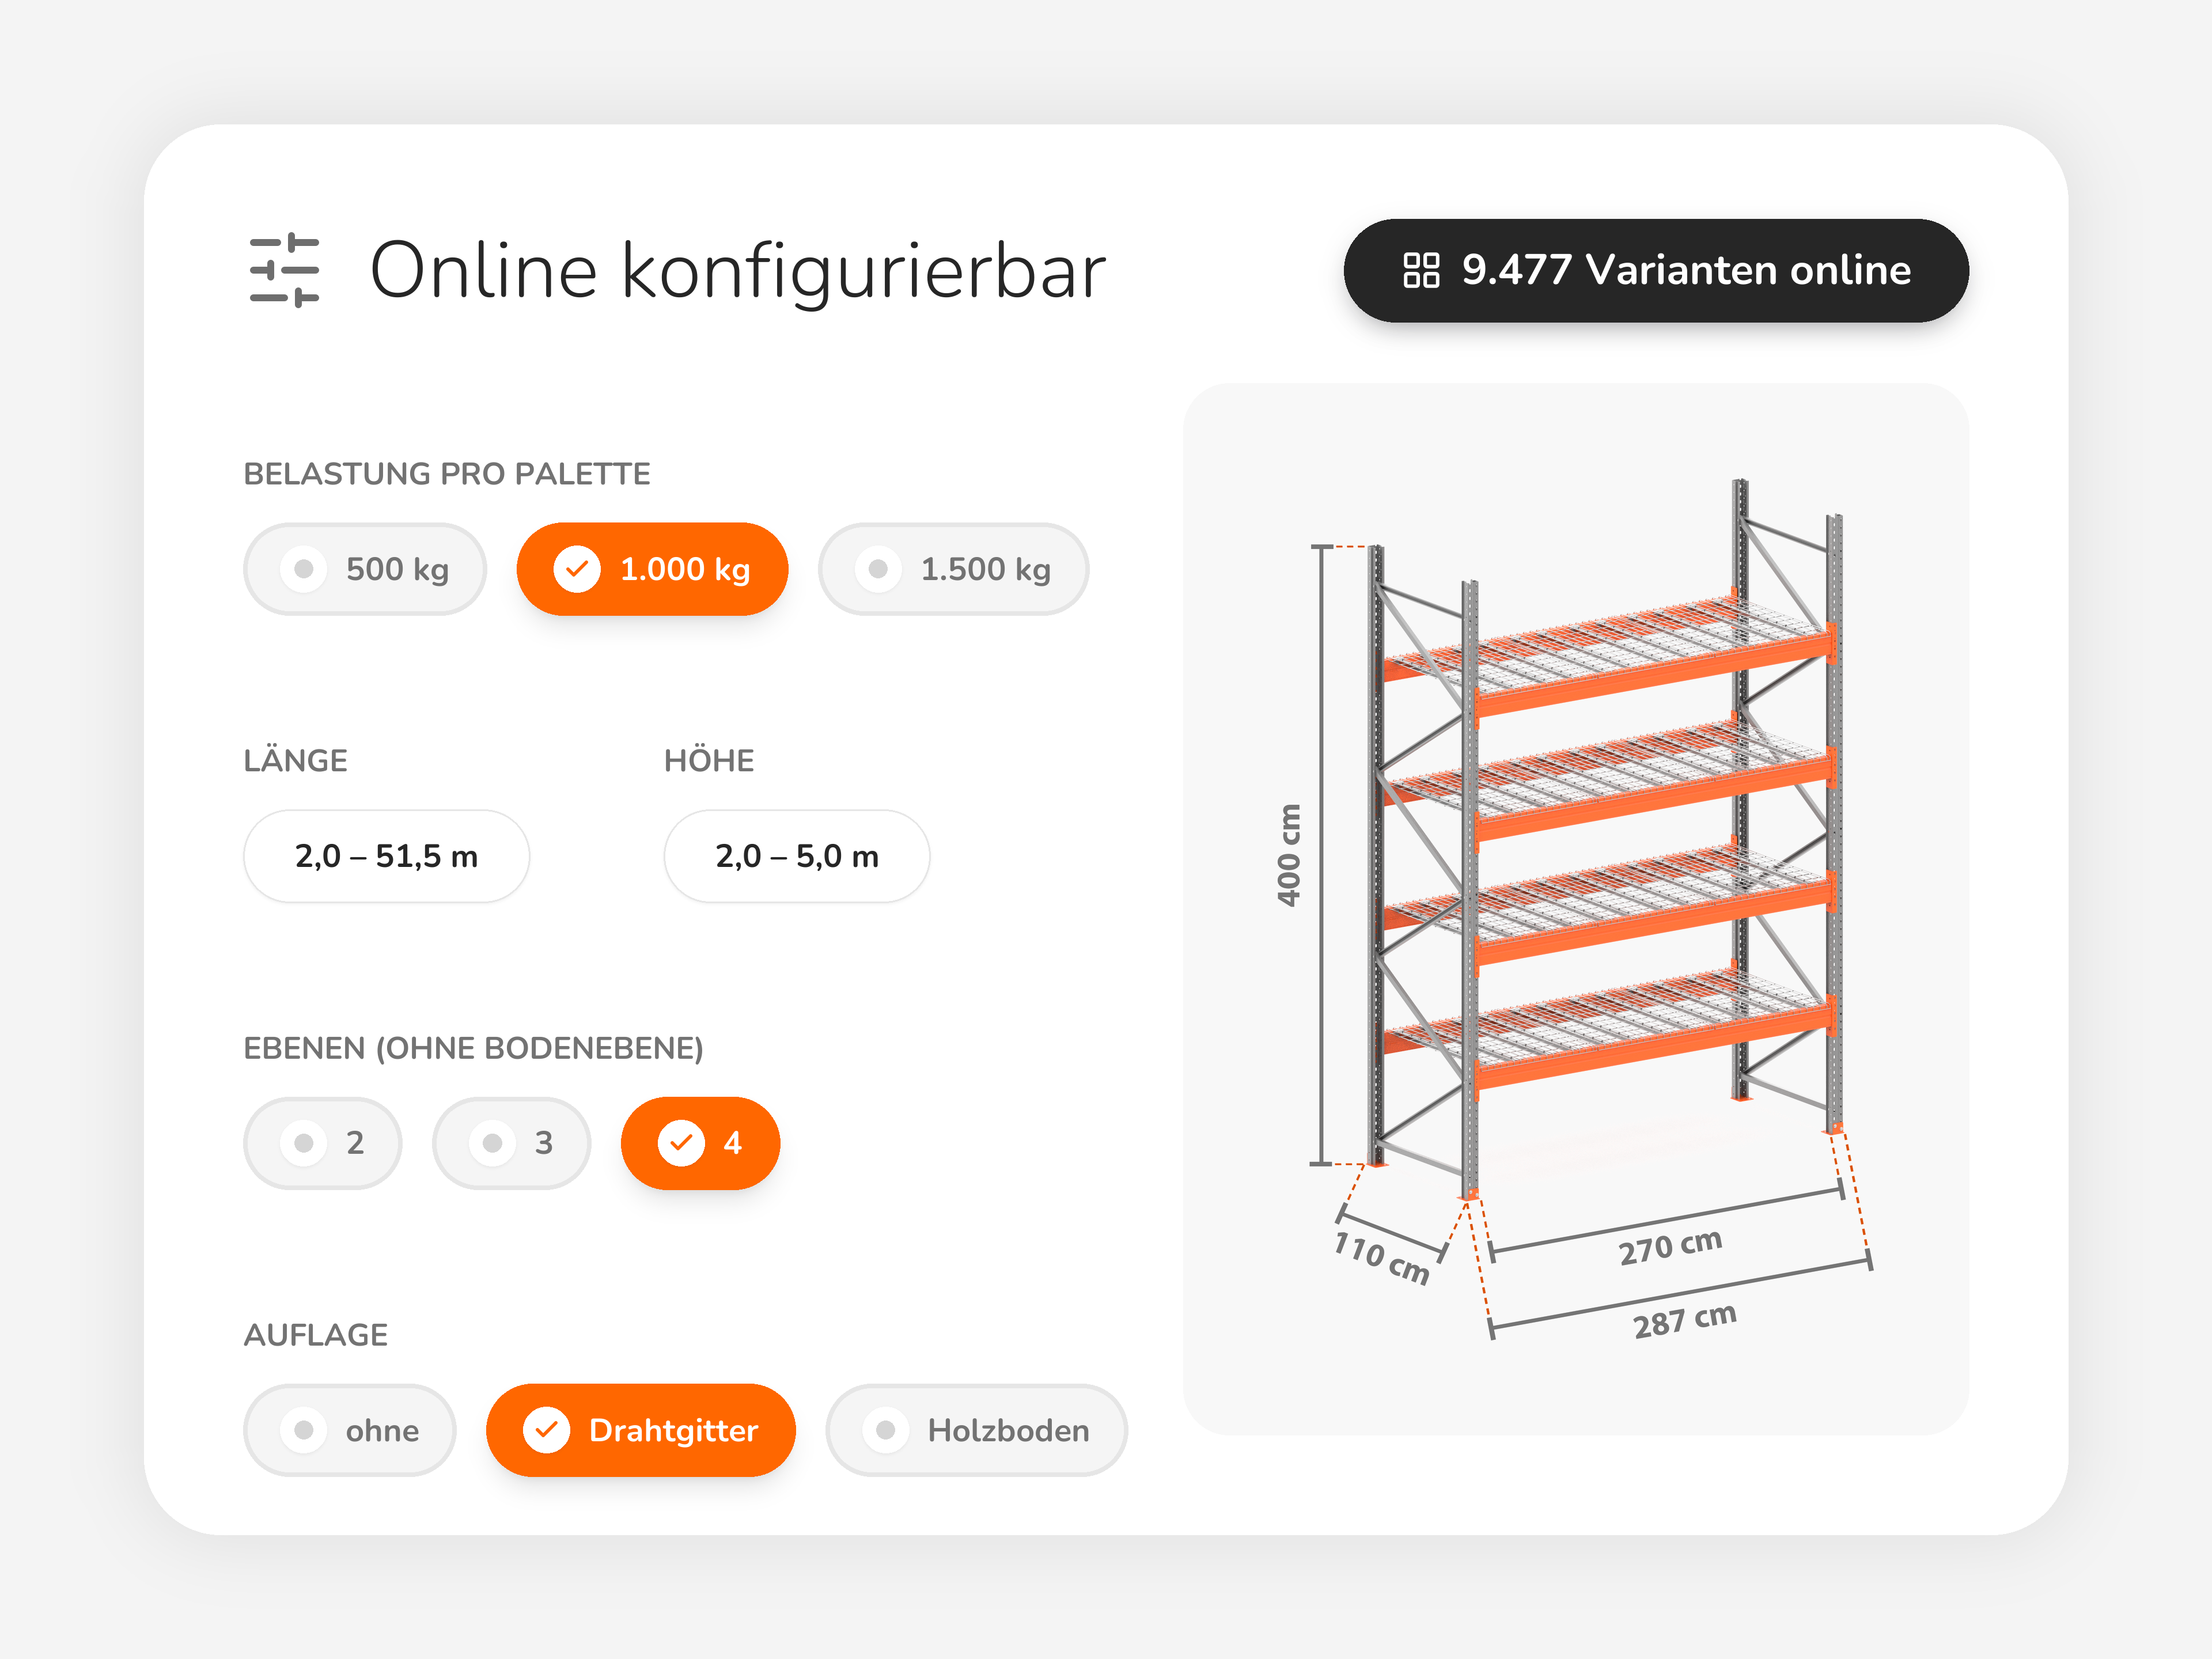 Online konfigurierbar
9.477 Varianten online
BELASTUNG PRO PALETTE
500 kg
1.000 kg
1.500 kg
LÄNGE
HÖHE
2,0 – 51,5 m
2,0 – 5,0 m
EBENEN (OHNE BODENEBENE)
2
3
4
AUFLAGE
ohne
Drahtgitter
Holzboden
400 cm
110 cm
270 cm
287 cm